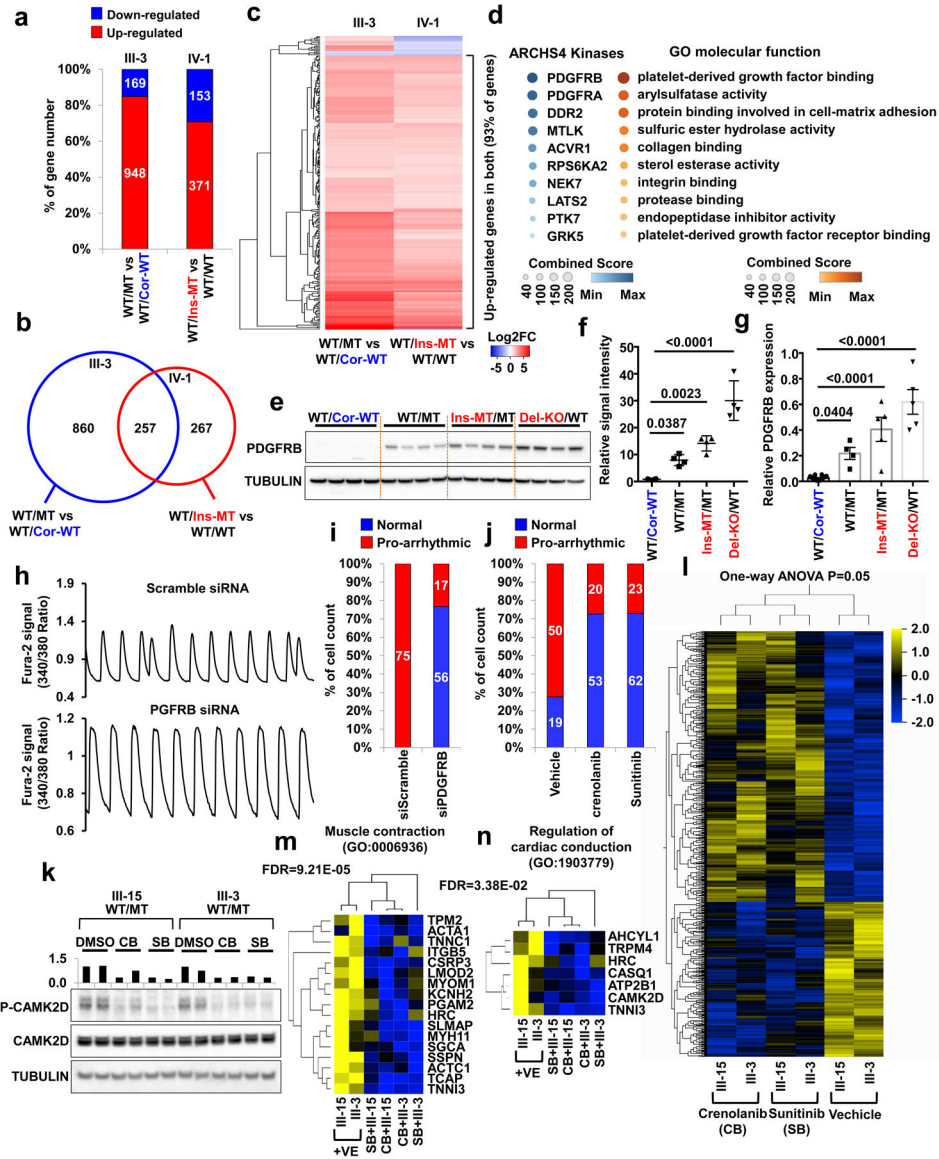 a
Down-regulated
Up-regulated
III-3
IV-1
100%
80%
60%
40%
20%
0%
% of gene number
169
948
153
371
WT/MT vs
WT/Cor-WT
WT/Ins-MT vs
WT/WT
b
III-3
IV-1
860
257
267
WT/MT vs
WT/Cor-WT
WT/Ins-MT vs
WT/WT
c
III-3
IV-1
Up-regulated genes in both (93% of genes)
WT/MT vs
WT/Cor-WT
WT/Ins-MT vs
WT/WT
Log2FC
-5 0 5
d
ARCHS4 Kinases
PDGFRB
PDGFRA
DDR2
MTLK
ACVR1
RPS6KA2
NEK7
LATS2
PTK7
GRK5
Combined Score
40
100
150
200
Min Max
GO molecular function
platelet-derived growth factor binding
arylsulfatase activity
protein binding involved in cell-matrix adhesion
sulfuric ester hydrolase activity
collagen binding
sterol esterase activity
integrin binding
protease binding
endopeptidase inhibitor activity
platelet-derived growth factor receptor binding
Combined Score
40
100
150
200
Min Max
e
WT/Cor-WT
WT/MT
Ins-MT/MT
Del-KO/WT
PDGFRB
TUBULIN
f
<0.0001
0.0023
0.0387
50
40
30
20
10
0
Relative signal intensity
WT/Cor-WT
WT/MT
Ins-MT/MT
Del-KO/WT
g
<0.0001
<0.0001
0.0404
1.0
0.8
0.6
0.4
0.2
0.0
Relative PDGFRB expression
WT/Cor-WT
WT/MT
Ins-MT/MT
Del-KO/WT
h
Scramble siRNA
1.9
1.4
0.9
0.4
Fura-2 signal
(340/380 Ratio)
PGFRB siRNA
1.2
1.0
0.8
0.6
Fura-2 signal
(340/380 Ratio)
i
Normal
Pro-arrhythmic
100%
90%
80%
70%
60%
50%
40%
30%
20%
10%
0%
% of cell count
75
17
56
siScramble
siPDGFRB
j
Normal
Pro-arrhythmic
100%
90%
80%
70%
60%
50%
40%
30%
20%
10%
0%
% of cell count
50
19
20
53
23
62
Vehicle
crenolanib
Sunitinib
k
III-15
WT/MT
III-3
WT/MT
DMSO CB SB DMSO CB SB
1.5
0.0
P-CAMK2D
CAMK2D
TUBULIN
l
One-way ANOVA P=0.05
2.0
1.0
0.0
-1.0
-2.0
III-15
III-3
III-15
III-3
III-15
III-3
Crenolanib
(CB)
Sunitinib
(SB)
Vechicle
m
Muscle contraction
(GO:0006936)
FDR=9.21E-05
TPM2
ACTA1
TNNC1
ITGB5
CSRP3
LMOD2
MYOM1
KCNH2
PGAM2
HRC
SLMAP
MYH11
SGCA
SSPN
ACTC1
TCAP
TNNI3
III-15
III-3
SB+III-15
CB+III-15
CB+III-3
SB+III-3
+VE
n
Regulation of
cardiac conduction
(GO:1903779)
FDR=3.38E-02
AHCYL1
TRPM4
HRC
CASQ1
ATP2B1
CAMK2D
TNNI3
III-15
III-3
SB+III-15
CB+III-15
CB+III-3
SB+III-3
+VE